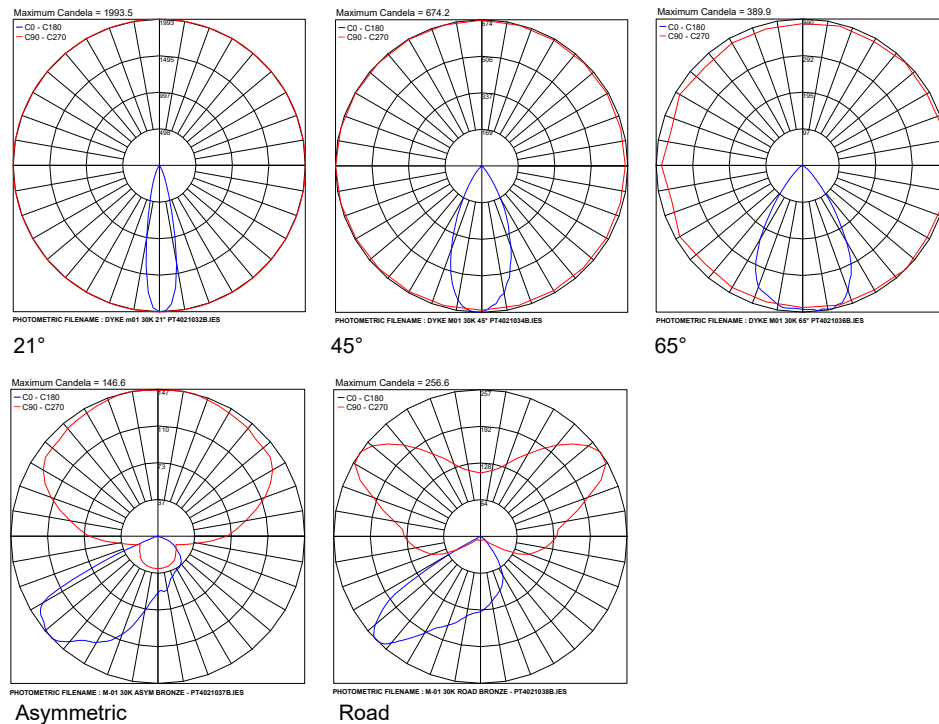 Maximum Candela = 1993.5
C0 - C180
C90 - C270
1993
1495
997
498
PHOTOMETRIC FILENAME : DYKE m01 30K 21° PT4021032B.IES
21°
Maximum Candela = 674.2
C0 - C180
C90 - C270
674
506
337
169
PHOTOMETRIC FILENAME : DYKE M01 30K 45° PT4021034B.IES
45°
Maximum Candela = 389.9
C0 - C180
C90 - C270
390
292
195
97
PHOTOMETRIC FILENAME : DYKE M01 30K 65° PT4021036B.IES
65°
Maximum Candela = 146.6
C0 - C180
C90 - C270
147
110
73
37
PHOTOMETRIC FILENAME : M-01 30K ASYM BRONZE - PT4021037B.IES
Asymmetric
Maximum Candela = 256.6
C0 - C180
C90 - C270
257
192
128
64
PHOTOMETRIC FILENAME : M-01 30K ROAD BRONZE - PT4021038B.IES
Road